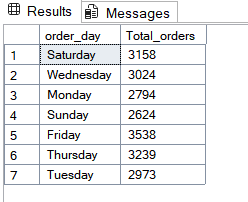 Results Messages
order_day Total_orders
1 Saturday 3158
2 Wednesday 3024
3 Monday 2794
4 Sunday 2624
5 Friday 3538
6 Thursday 3239
7 Tuesday 2973